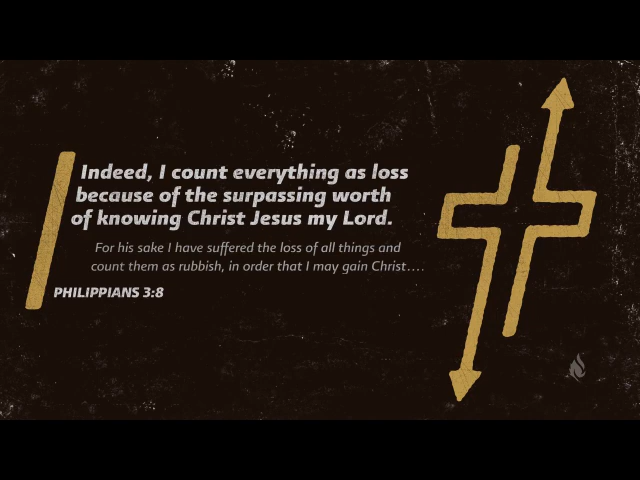 Indeed, I count everything as loss
because of the surpassing worth
of knowing Christ Jesus my Lord.
For his sake I have suffered the loss of all things and
count them as rubbish, in order that I may gain Christ....
PHILIPPIANS 3:8